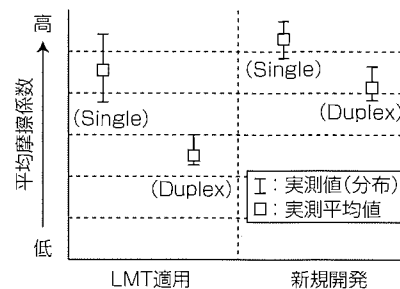 高
平均摩擦係数
低
(Single)
(Duplex)
(Single)
(Duplex)
工:実測値(分布)
□:実測平均値
LMT適用
新規開発